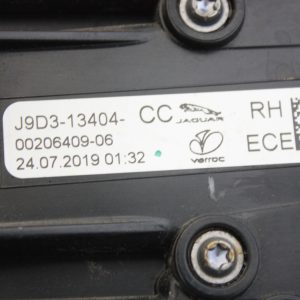 J9D3-13404- CC JAGUAR RH
00206409-06 varroc ECE
24.07.2019 01:32